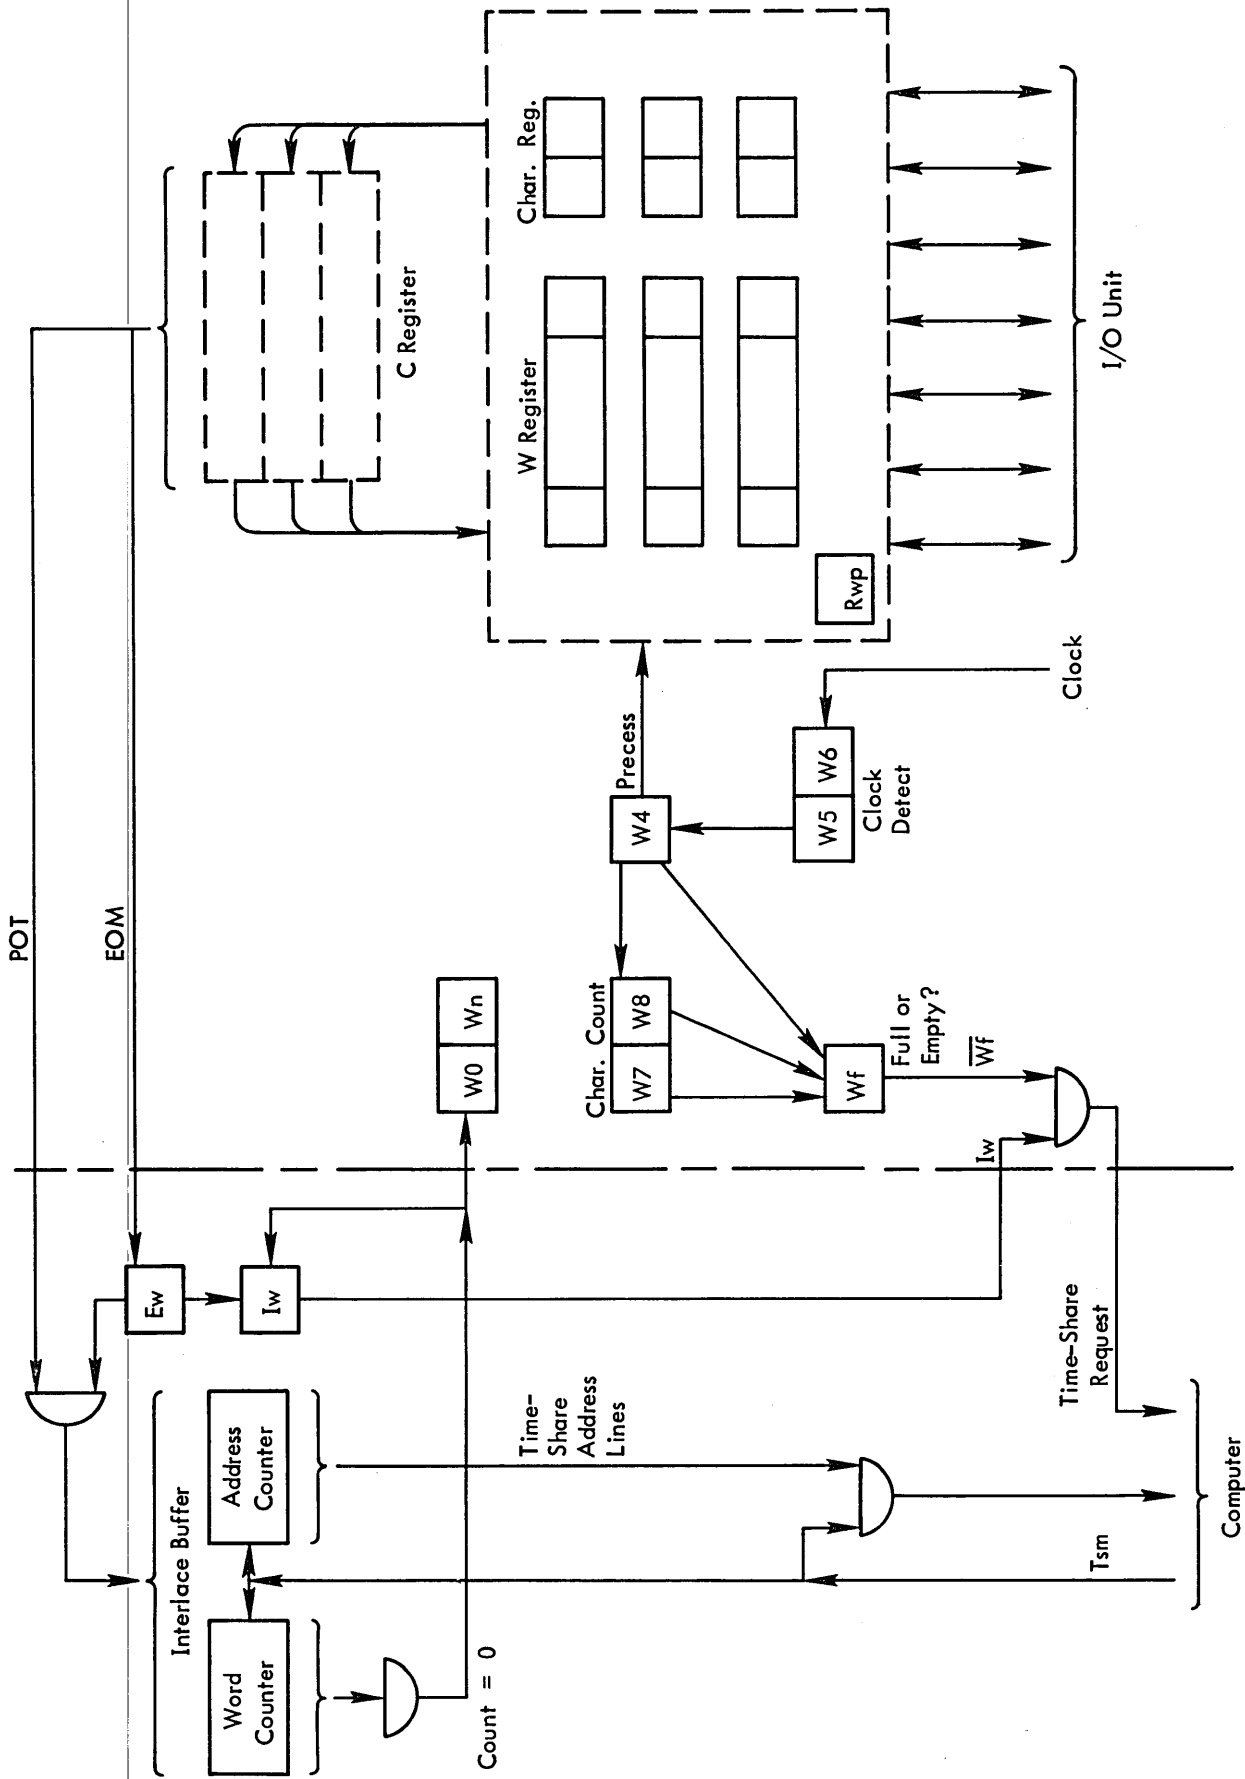 POT
EOM
C Register
W Register
Char. Reg.
Rwp
I/O Unit
Precess
W4
W5
W6
Clock
Detect
Clock
W0
Wn
Char. Count
W7
W8
Wf
Full or
Empty?
W̅f̅
Iw
Ew
Iw
Interlace Buffer
Word
Counter
Address
Counter
Count = 0
Time-
Share
Address
Lines
Time-Share
Request
Tsm
Computer